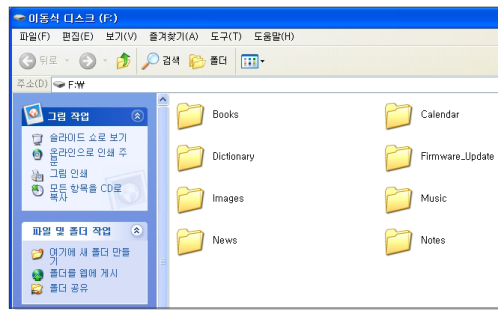 이동식 디스크 (F:)
파일(F) 편집(E) 보기(V) 즐겨찾기(A) 도구(T) 도움말(H)
뒤로 검색 폴더
주소(D) F:₩
그림 작업
슬라이드 쇼로 보기
온라인으로 인쇄 주
문
그림 인쇄
모든 항목을 CD로
복사
파일 및 폴더 작업
여기에 새 폴더 만들
기
폴더를 웹에 게시
폴더 공유
Books Calendar
Dictionary Firmware_Update
Images Music
News Notes